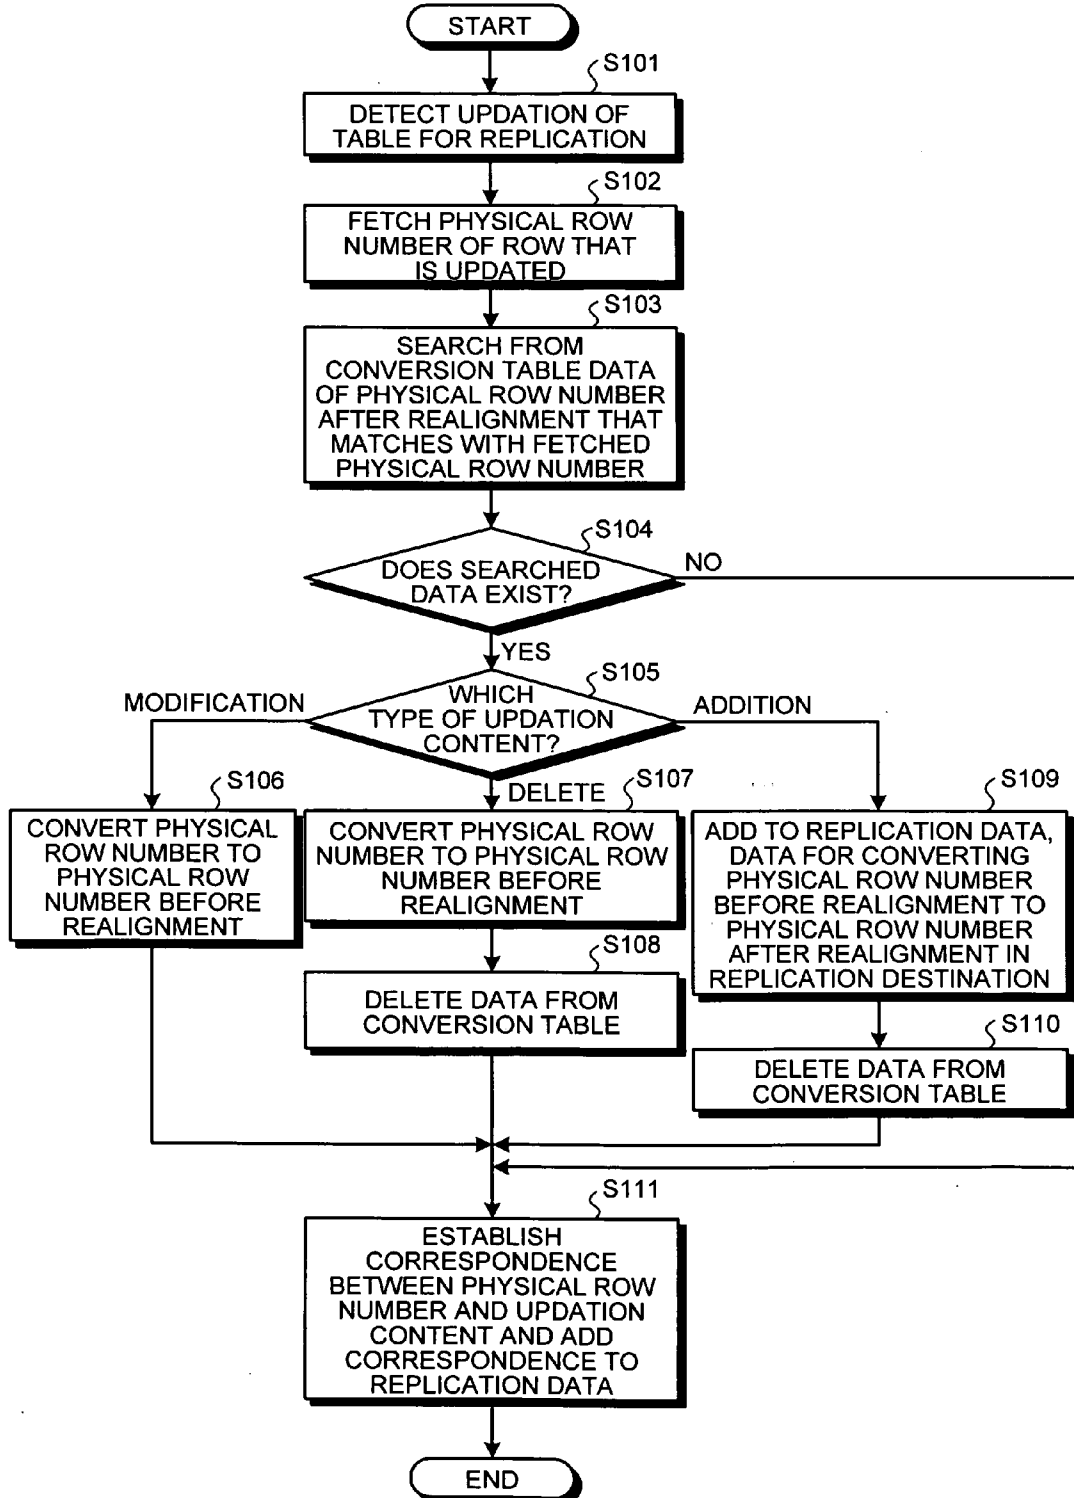 START
S101
DETECT UPDATION OF
TABLE FOR REPLICATION
S102
FETCH PHYSICAL ROW
NUMBER OF ROW THAT
IS UPDATED
S103
SEARCH FROM
CONVERSION TABLE DATA
OF PHYSICAL ROW NUMBER
AFTER REALIGNMENT THAT
MATCHES WITH FETCHED
PHYSICAL ROW NUMBER
S104
DOES SEARCHED
DATA EXIST?
NO
YES
S105
WHICH
TYPE OF UPDATION
CONTENT?
MODIFICATION
DELETE
ADDITION
S106
CONVERT PHYSICAL
ROW NUMBER TO
PHYSICAL ROW
NUMBER BEFORE
REALIGNMENT
S107
CONVERT PHYSICAL ROW
NUMBER TO PHYSICAL ROW
NUMBER BEFORE
REALIGNMENT
S108
DELETE DATA FROM
CONVERSION TABLE
S109
ADD TO REPLICATION DATA,
DATA FOR CONVERTING
PHYSICAL ROW NUMBER
BEFORE REALIGNMENT TO
PHYSICAL ROW NUMBER
AFTER REALIGNMENT IN
REPLICATION DESTINATION
S110
DELETE DATA FROM
CONVERSION TABLE
S111
ESTABLISH
CORRESPONDENCE
BETWEEN PHYSICAL ROW
NUMBER AND UPDATION
CONTENT AND ADD
CORRESPONDENCE TO
REPLICATION DATA
END